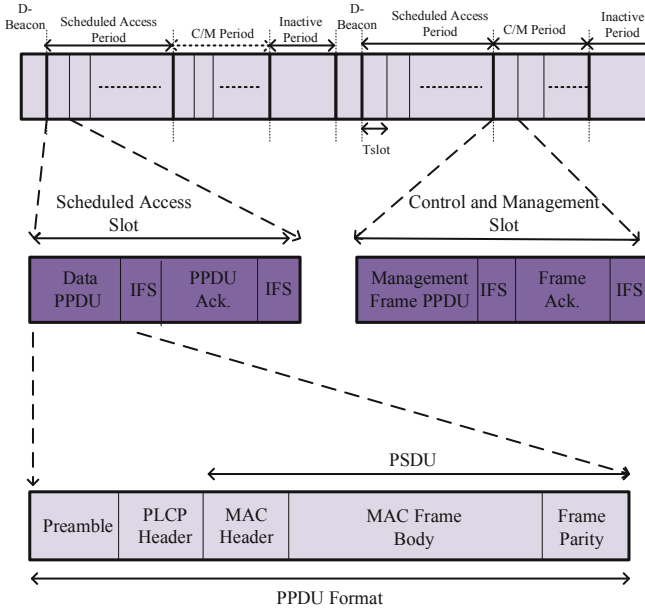 D-
Beacon
Scheduled Access
Period
C/M Period
Inactive
Period
D-
Beacon
Scheduled Access
Period
C/M Period
Inactive
Period
Tslot
Scheduled Access
Slot
Control and Management
Slot
Data
PPDU
IFS
PPDU
Ack.
IFS
Management
Frame PPDU
IFS
Frame
Ack.
IFS
PSDU
Preamble
PLCP
Header
MAC
Header
MAC Frame
Body
Frame
Parity
PPDU Format